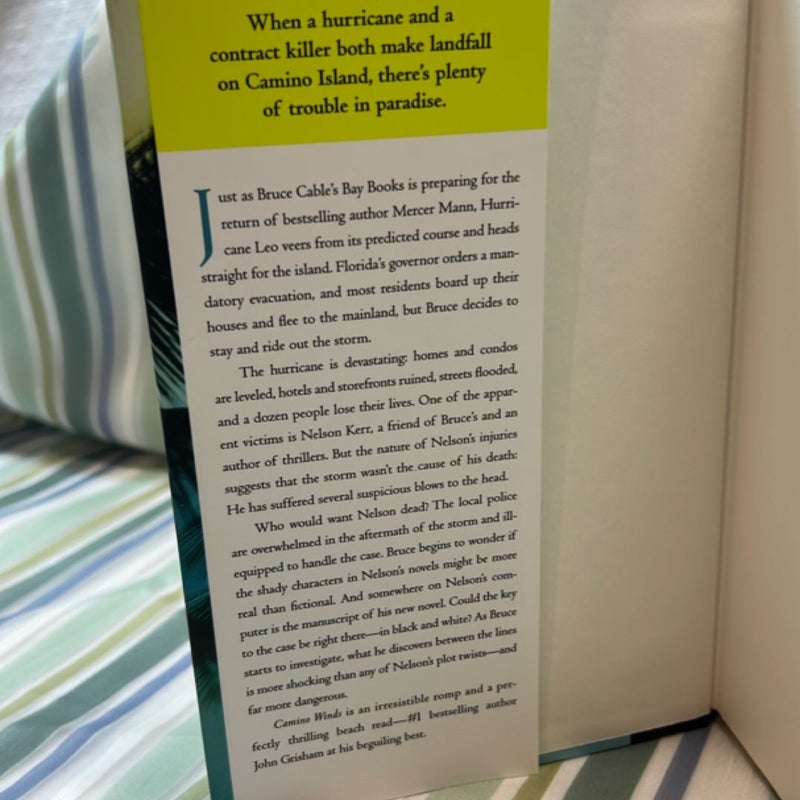 When a hurricane and a
contract killer both make landfall
on Camino Island, there's plenty
of trouble in paradise.
Just as Bruce Cable's Bay Books is preparing for the
return of bestselling author Mercer Mann, Hurri-
cane Leo veers from its predicted course and heads
straight for the island. Florida's governor orders a man-
datory evacuation, and most residents board up their
houses and flee to the mainland, but Bruce decides to
stay and ride out the storm.
The hurricane is devastating: homes and condos
are leveled, hotels and storefronts ruined, streets flooded,
and a dozen people lose their lives. One of the appar-
ent victims is Nelson Kerr, a friend of Bruce's and an
author of thrillers. But the nature of Nelson's injuries
suggests that the storm wasn't the cause of his death:
He has suffered several suspicious blows to the head.
Who would want Nelson dead? The local police
are overwhelmed in the aftermath of the storm and ill-
equipped to handle the case. Bruce begins to wonder if
the shady characters in Nelson's novels might be more
real than fictional. And somewhere on Nelson's com-
puter is the manuscript of his new novel. Could the key
to the case be right there—in black and white? As Bruce
starts to investigate, what he discovers between the lines
is more shocking than any of Nelson's plot twists—and
far more dangerous.
Camino Winds is an irresistible romp and a per-
fectly thrilling beach read—#1 bestselling author
John Grisham at his beguiling best.